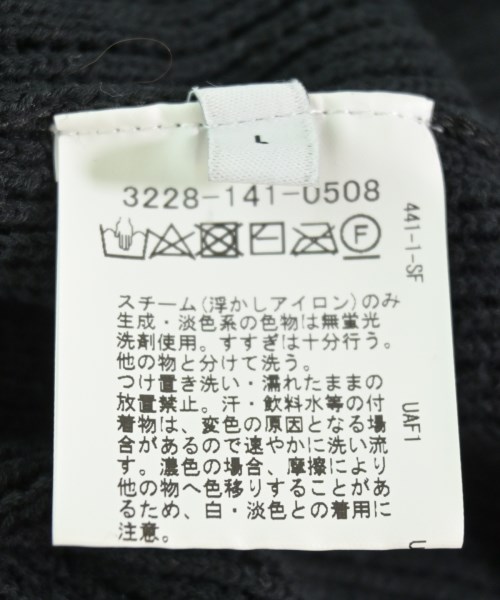 L
3228-141-0508
F
スチーム(浮かしアイロン)のみ
生成・淡色系の色物は無蛍光
洗剤使用。すすぎは十分行う。
他の物と分けて洗う。
つけ置き洗い・濡れたままの
放置禁止。汗・飲料水等の付
着物は、変色の原因となる場
合があるので速やかに洗い流
す。濃色の場合、摩擦により
他の物へ色移りすることがあ
るため、白・淡色との着用に
注意。
441-1-SF
UAF1